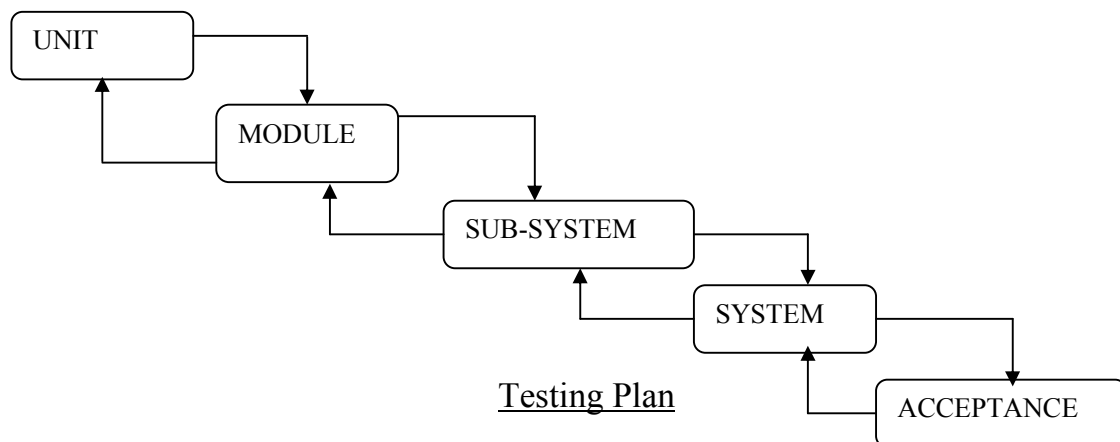 UNIT
MODULE
SUB-SYSTEM
SYSTEM
Testing Plan
ACCEPTANCE